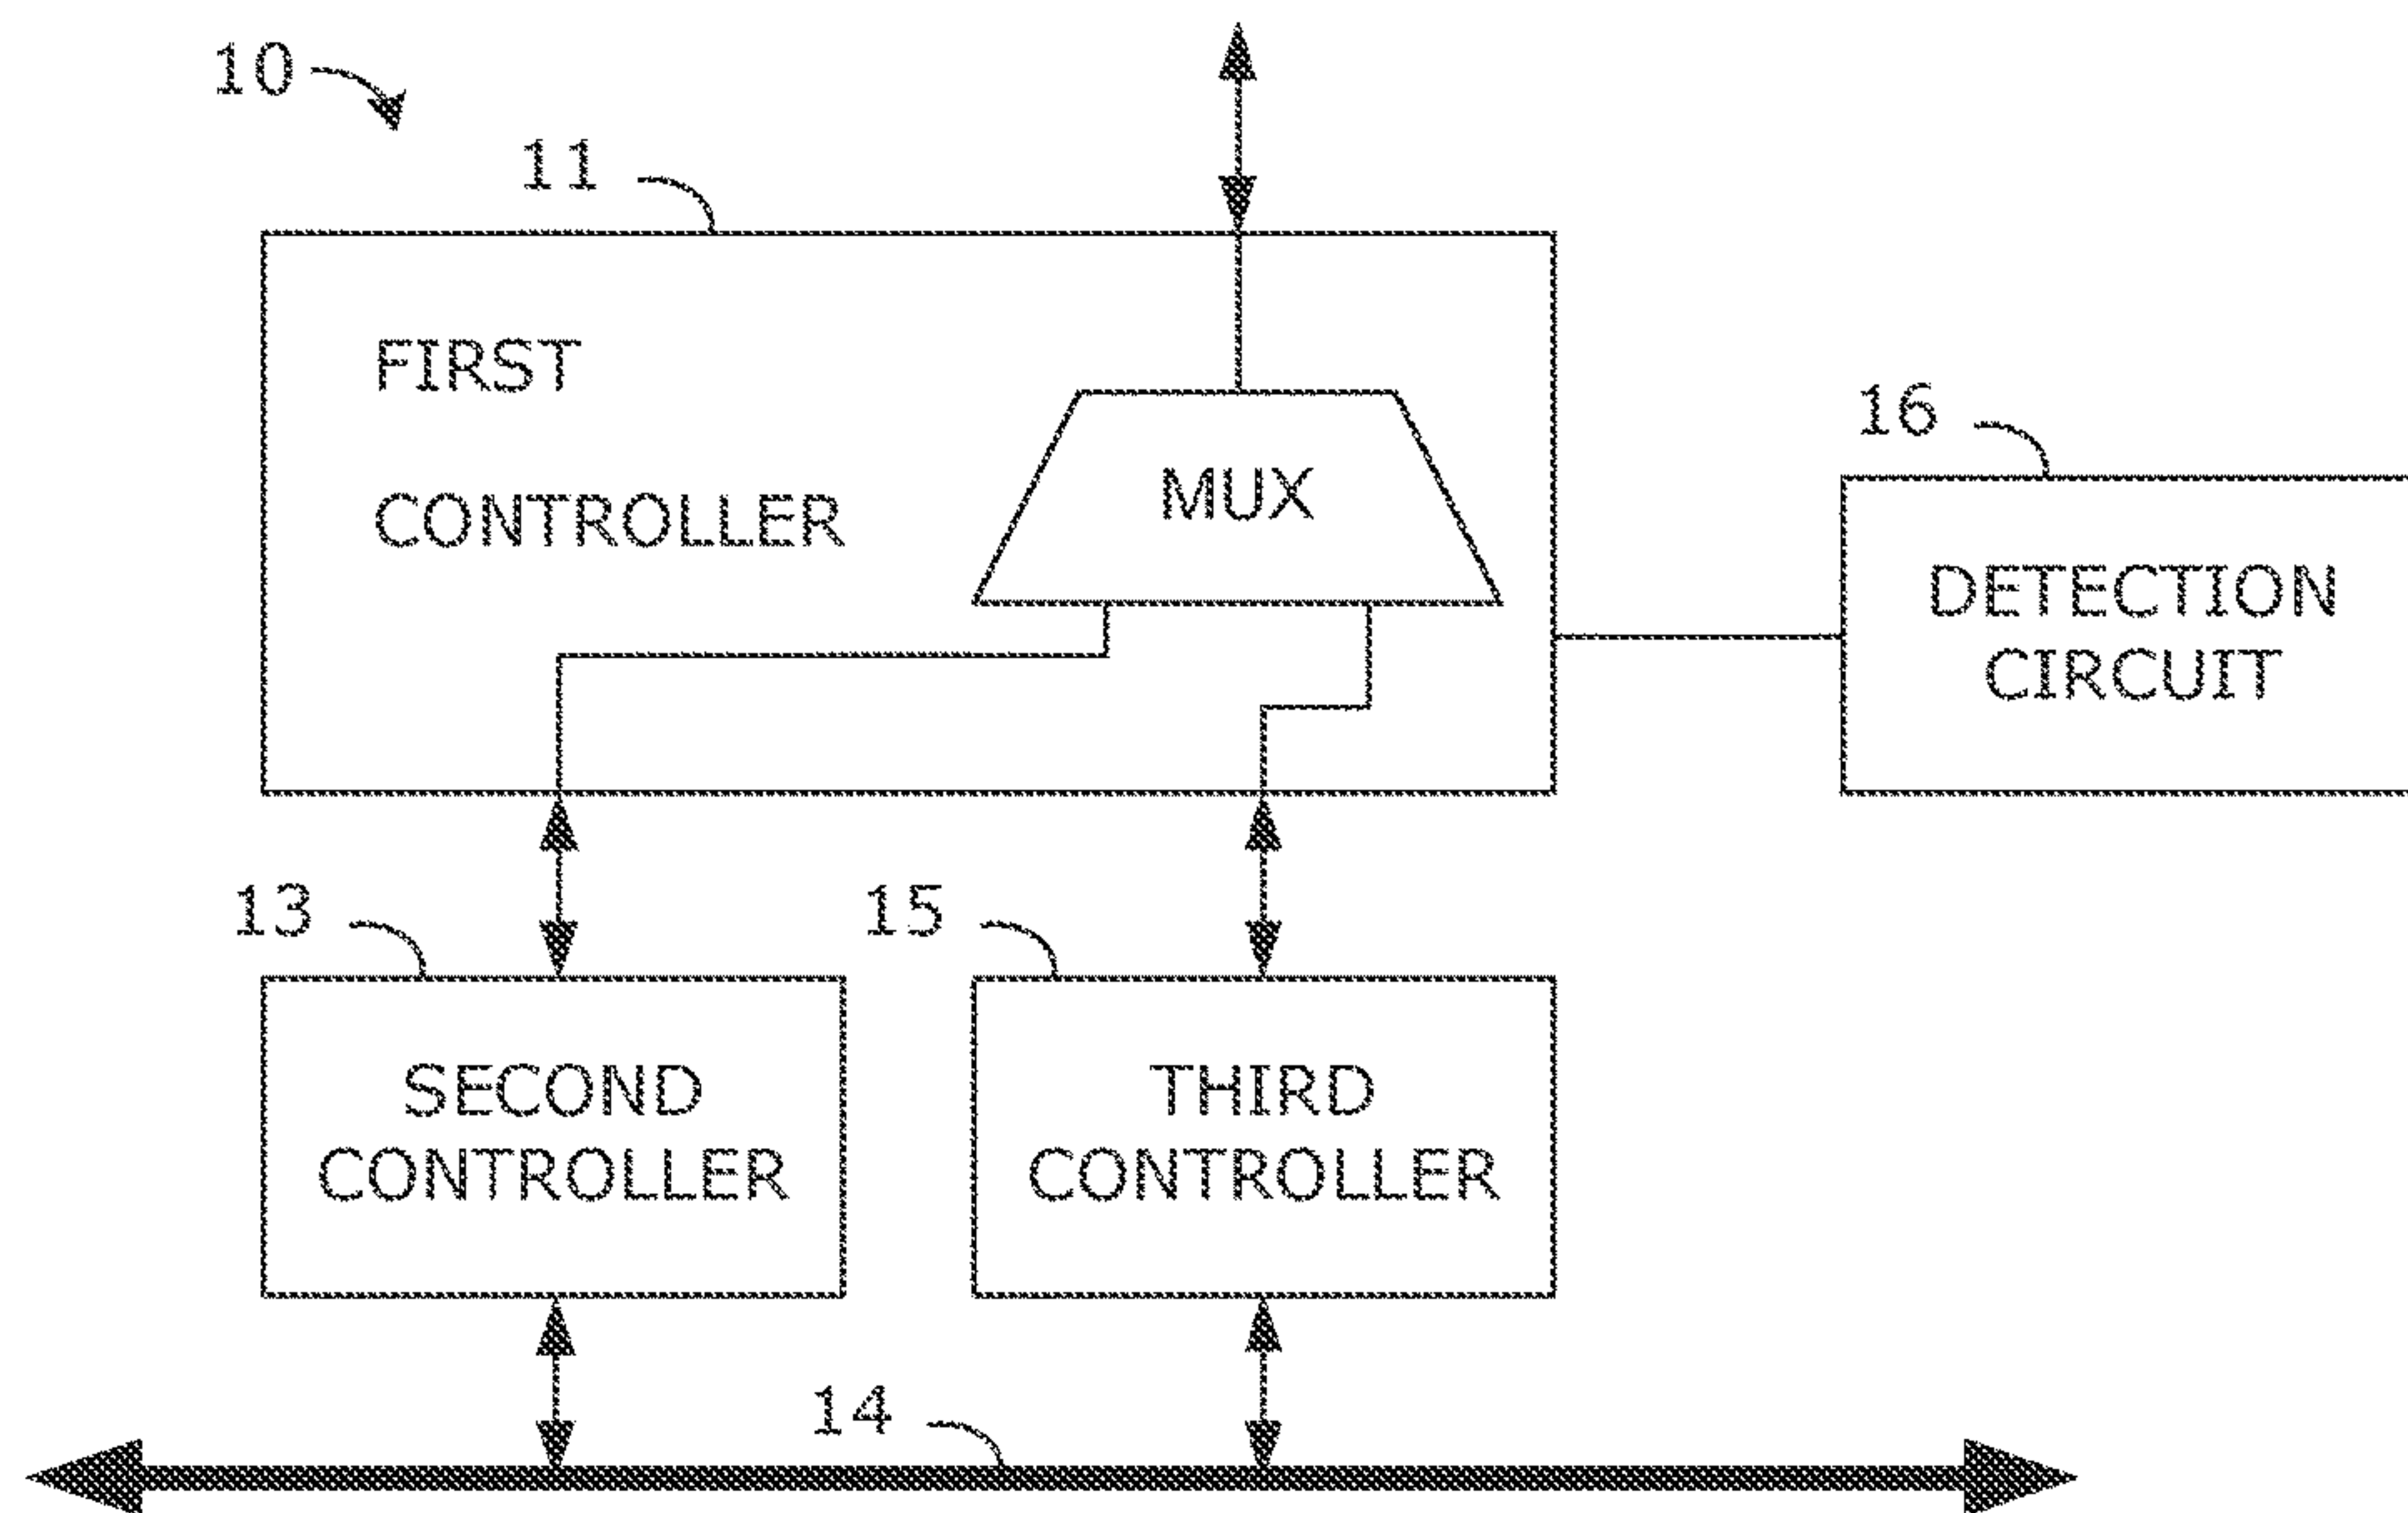 10
11
FIRST
CONTROLLER
MUX
16
DETECTION
CIRCUIT
13
15
SECOND
CONTROLLER
THIRD
CONTROLLER
14